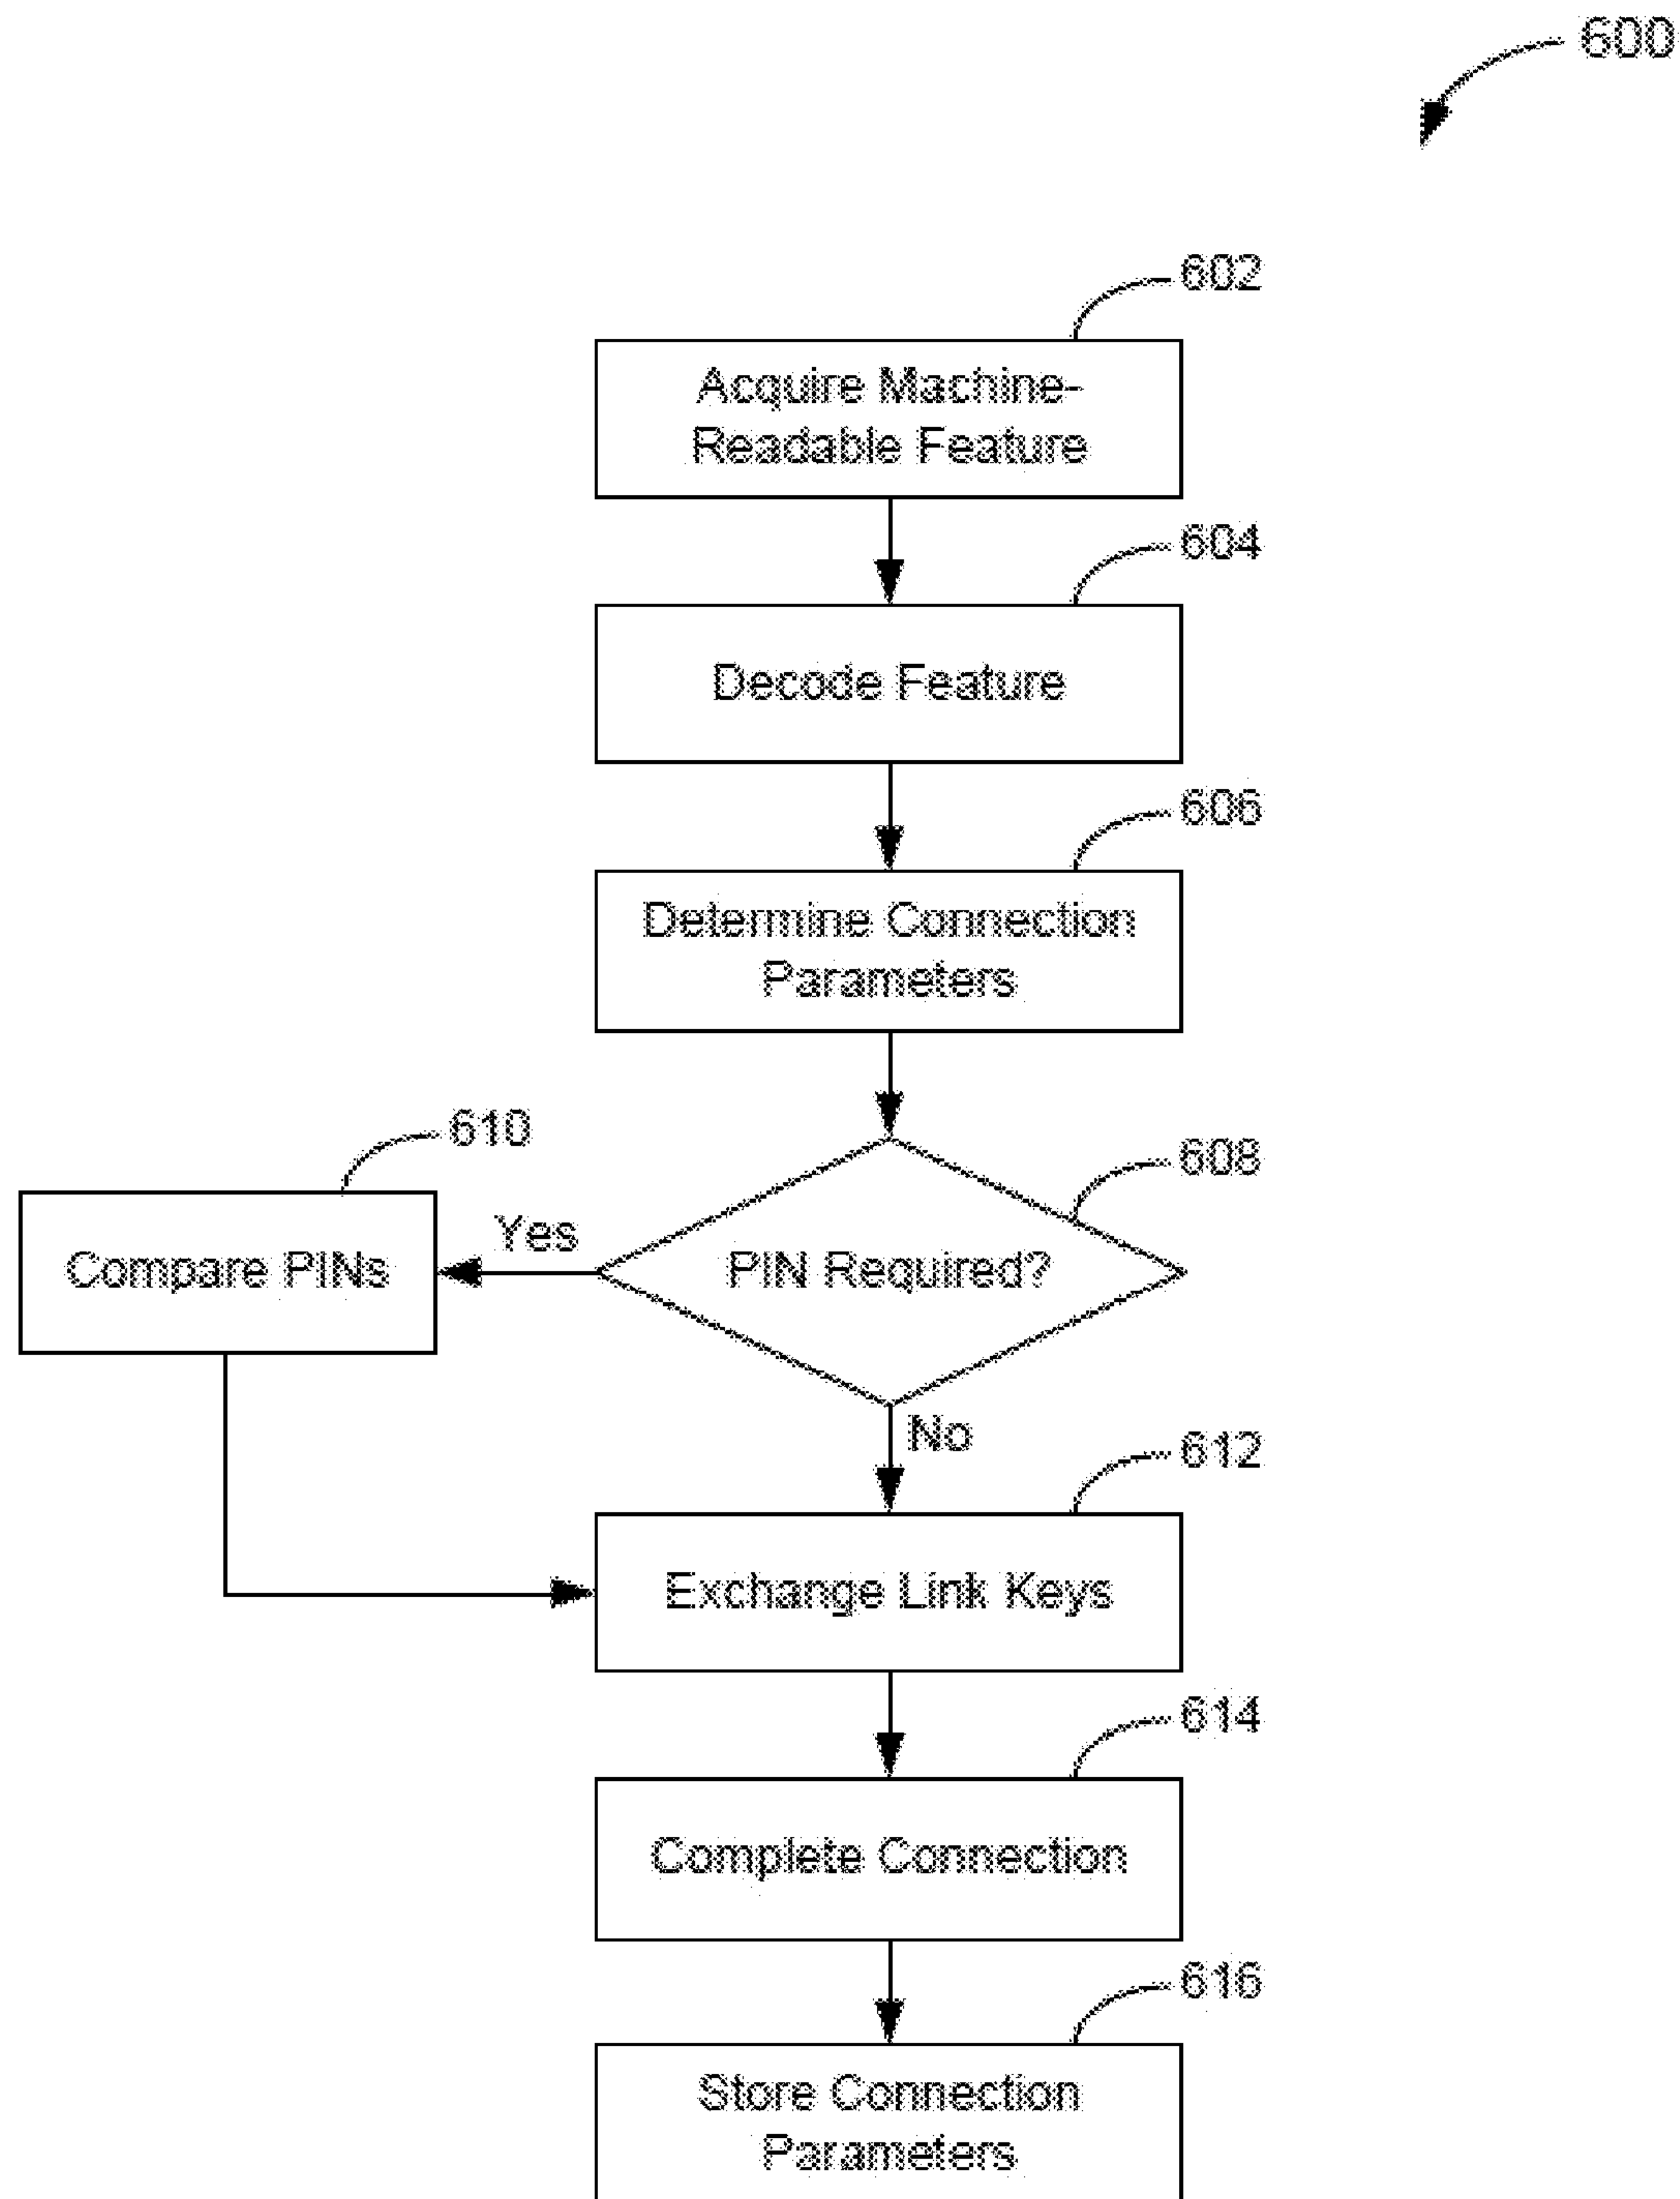 600
602
Acquire Machine-
Readable Feature
604
Decode Feature
606
Determine Connection
Parameters
608
PIN Required?
Yes
610
Compare PINs
No
612
Exchange Link Keys
614
Complete Connection
616
Store Connection
Parameters